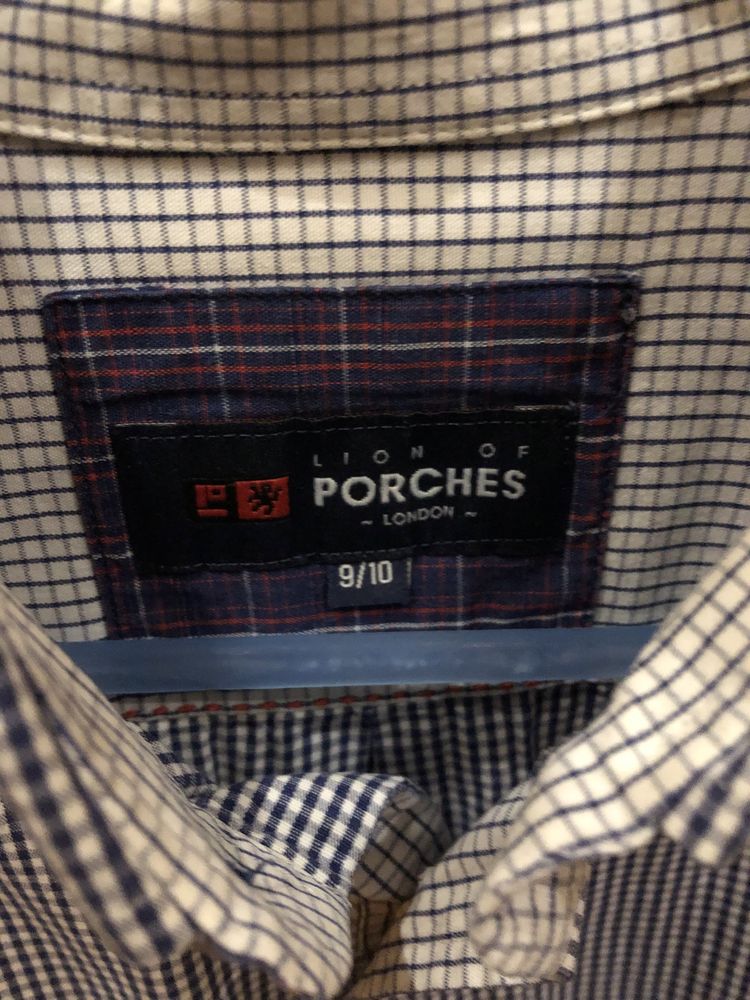 LION OF
PORCHES
~ LONDON ~
9/10